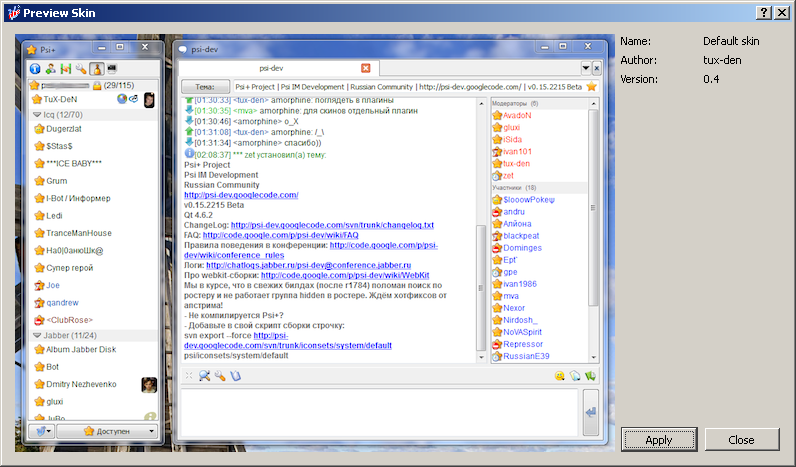 Preview Skin
Name: Default skin
Author: tux-den
Version: 0.4
Psi+
(29/115)
TuX-DeN
Icq (12/70)
Dugerzlat
$Stas$
***ICE BABY***
Grum
I-Bot / Информер
Ledi
TranceManHouse
На0|0анюШк@
Супер герой
Joe
qandrew
<ClubRose>
Jabber (11/24)
Album Jabber Disk
Bot
Dmitry Nezhevenko
gluxi
JuBo
Доступен
psi-dev
psi-dev
Тема:
Psi+ Project | Psi IM Development | Russian Community | http://psi-dev.googlecode.com/ | v0.15.2215 Beta
[01:30:33] <tux-den> amorphine: поглядеть в плагины
[01:30:35] <mva> amorphine: для скинов отдельный плагин
[01:30:46] <amorphine> o_X
[01:31:08] <tux-den> amorphine: /_\
[01:31:34] <amorphine> спасибо))
[02:08:37] *** zet установил(а) тему:
Psi+ Project
Psi IM Development
Russian Community
http://psi-dev.googlecode.com/
v0.15.2215 Beta
Qt 4.6.2
ChangeLog: http://psi-dev.googlecode.com/svn/trunk/changelog.txt
FAQ: http://code.google.com/p/psi-dev/wiki/FAQ
Правила поведения в конференции: http://code.google.com/p/psi-
dev/wiki/conference_rules
Логи: http://chatlogs.jabber.ru/psi-dev@conference.jabber.ru
Про webkit-сборки: http://code.google.com/p/psi-dev/wiki/WebKit
Мы в курсе, что в свежих билдах (после r1784) поломан поиск по
ростеру и не работает группа hidden в ростере. Ждём хотфиксов от
апстрима!
- Не компилируется Psi+?
- Добавьте в свой скрипт сборки строчку:
svn export --force http://psi-
dev.googlecode.com/svn/trunk/iconsets/system/default
psi/iconsets/system/default
Модераторы (6)
AvadoN
gluxi
iSida
ivan101
tux-den
zet
Участники (18)
$looowPokeψ
andru
Алйона
blackpeat
Dominges
Ept'
gpe
ivan1986
mva
Nexor
Nirdosh_
NoVASpirit
Repressor
RussianE39
Apply
Close